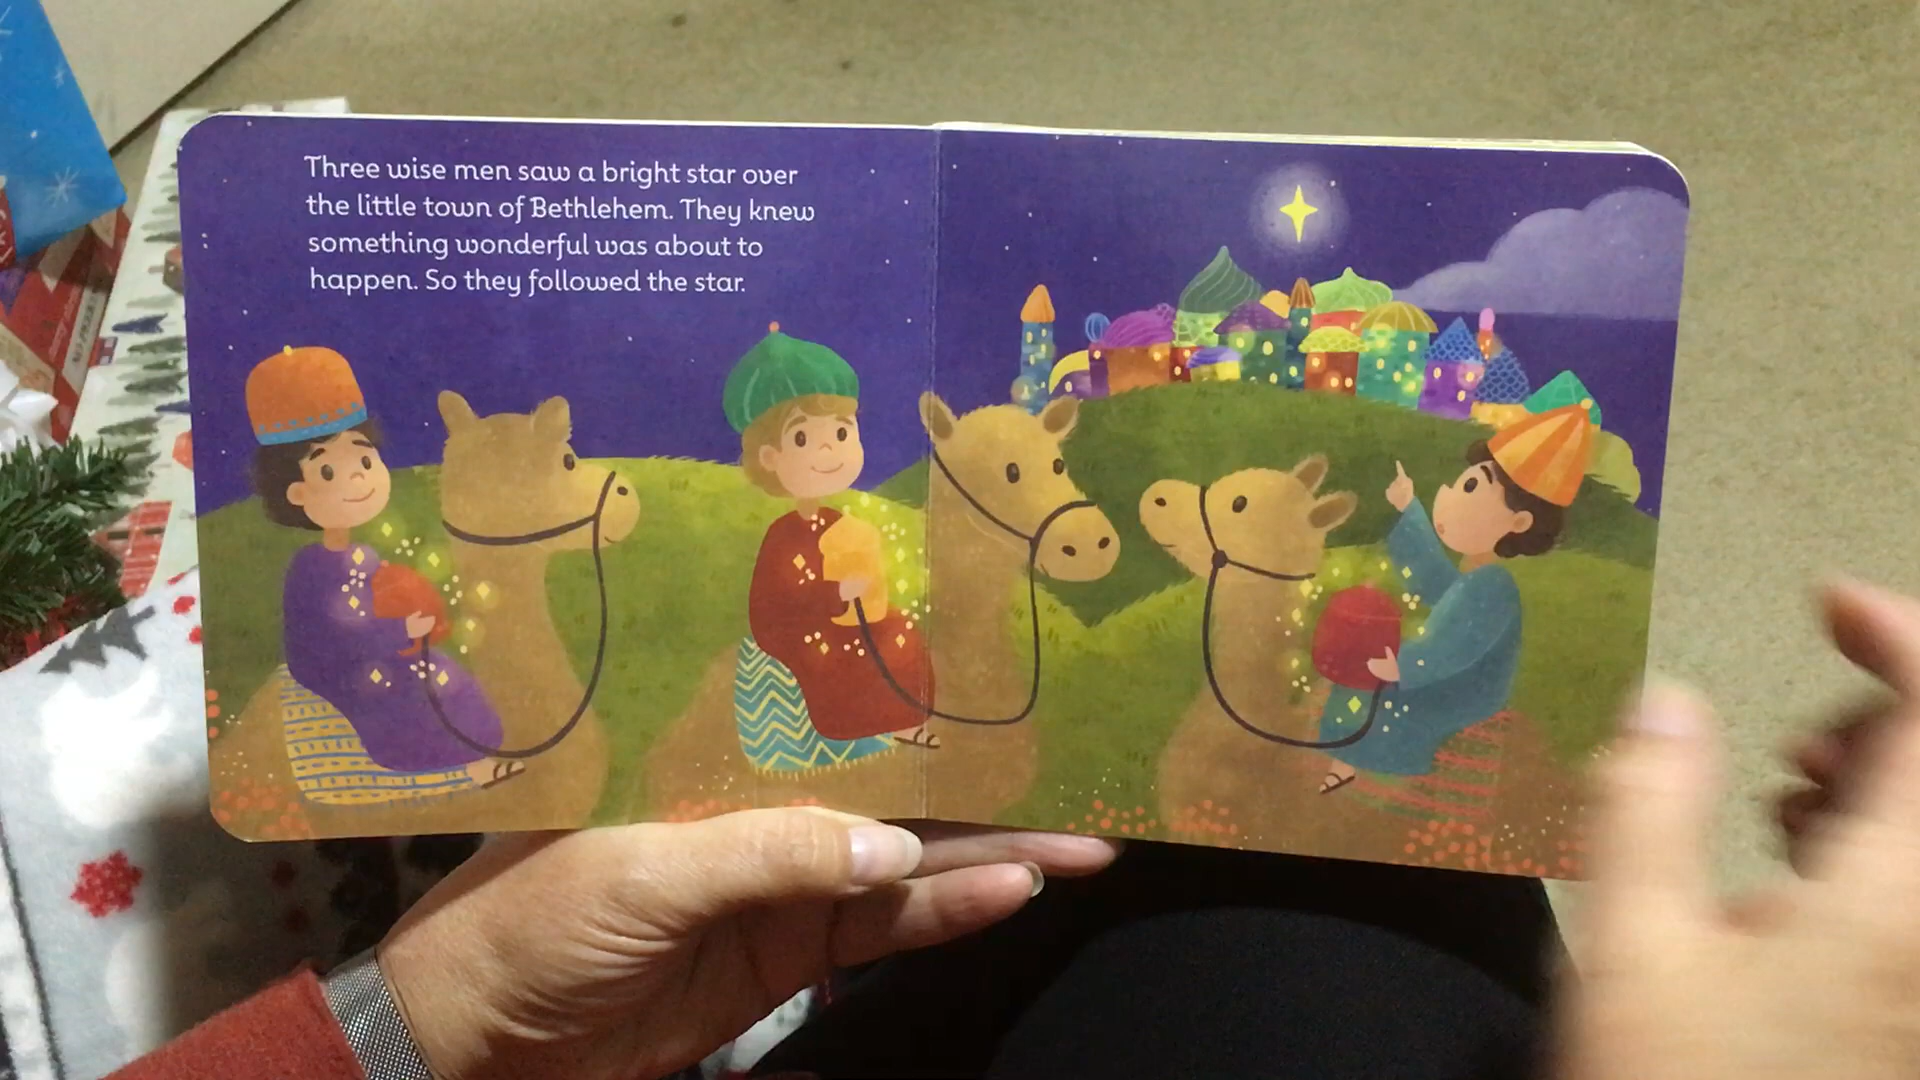 Three wise men saw a bright star over
the little town of Bethlehem. They knew
something wonderful was about to
happen. So they followed the star.